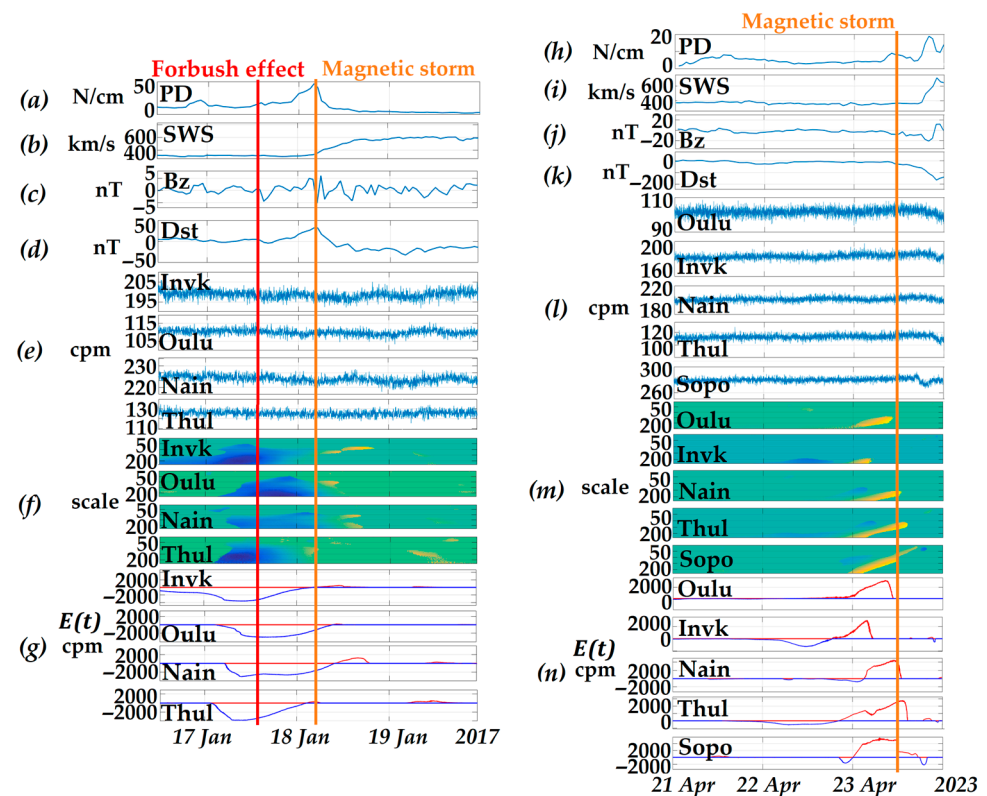 Forbush effect
Magnetic storm
(a) N/cm 50 0 PD
(b) km/s 600 400 SWS
(c) nT 5 0 −5 Bz
(d) nT 50 0 −50 Dst
(e) cpm
205 195 Invk
115 105 Oulu
230 220 Nain
130 110 Thul
(f) scale
50 200 Invk
50 200 Oulu
50 200 Nain
50 200 Thul
(g) E(t) cpm
2000 −2000 Invk
2000 −2000 Oulu
2000 −2000 Nain
2000 −2000 Thul
17 Jan 18 Jan 19 Jan 2017
Magnetic storm
(h) N/cm 20 0 PD
(i) km/s 600 400 SWS
(j) nT 20 −20 Bz
(k) nT 0 −200 Dst
(l) cpm
110 90 Oulu
200 160 Invk
220 180 Nain
120 100 Thul
300 260 Sopo
(m) scale
50 200 Oulu
50 200 Invk
50 200 Nain
50 200 Thul
50 200 Sopo
(n) E(t) cpm
2000 0 Oulu
2000 0 Invk
2000 −2000 Nain
2000 0 Thul
2000 −2000 Sopo
21 Apr 22 Apr 23 Apr 2023